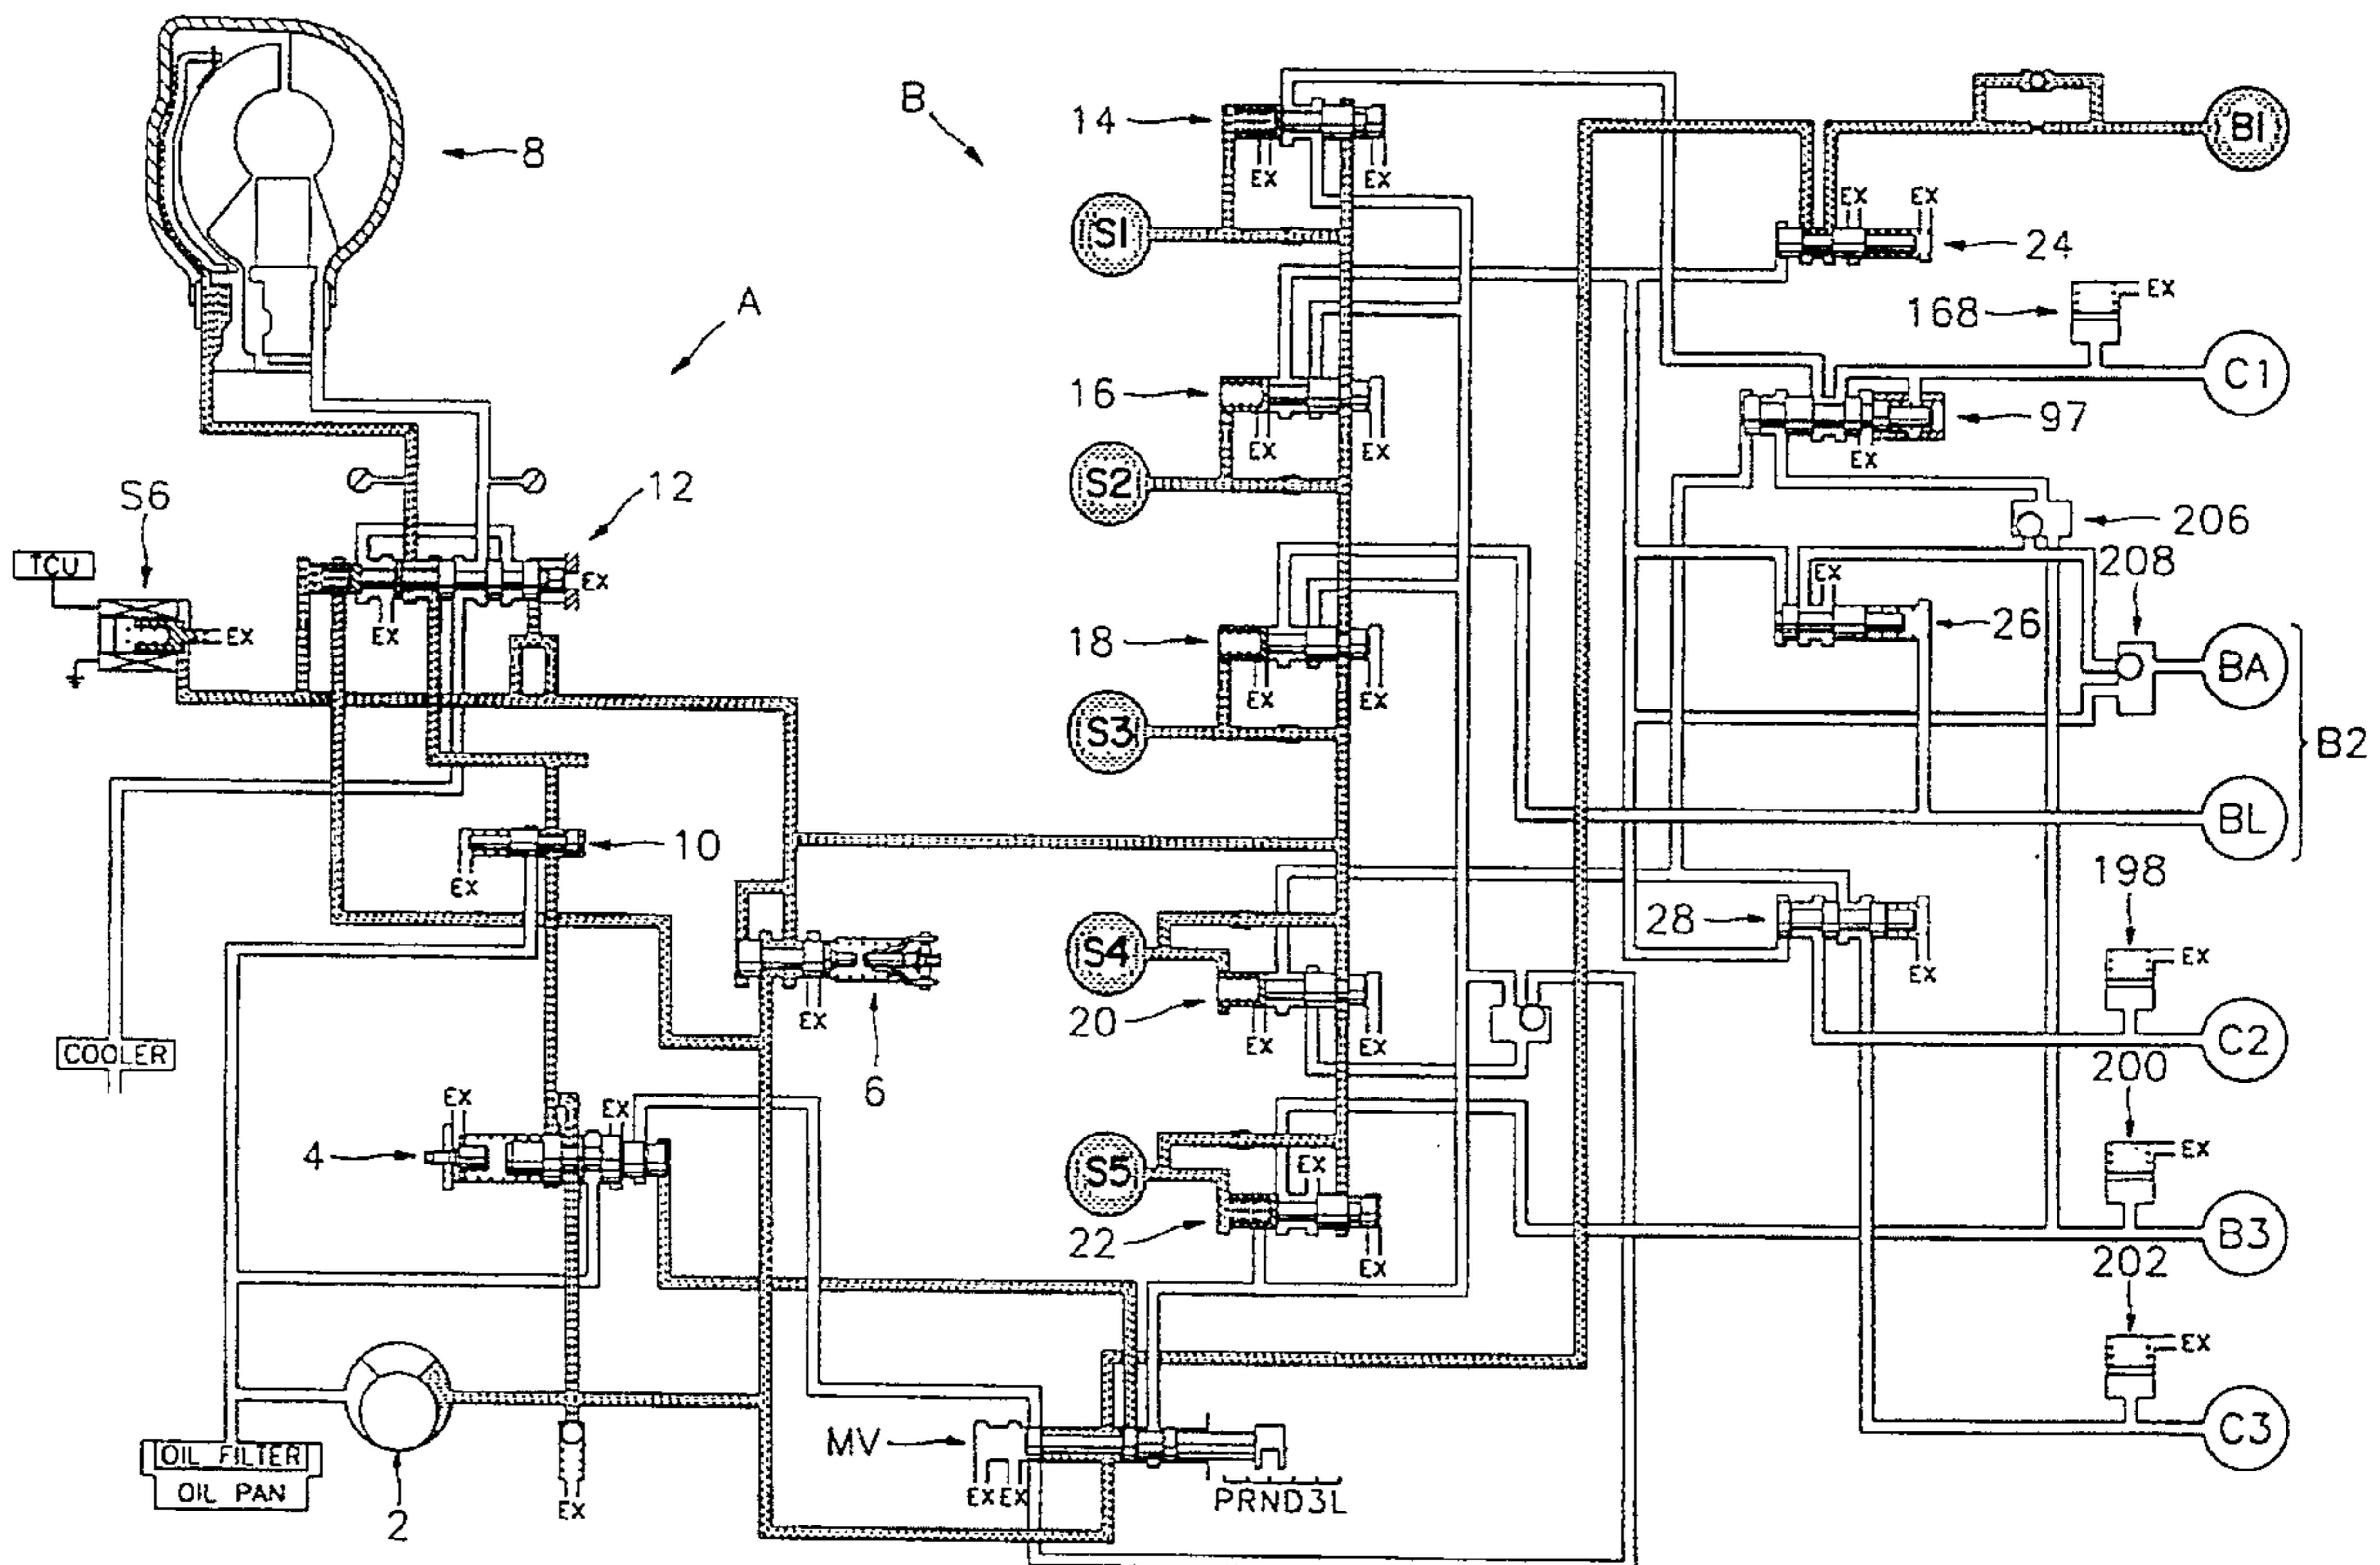 8
A
B
14
EX
EX
S1
B1
EX
EX
24
168
EX
C1
16
EX
EX
S2
97
EX
S6
12
TCU
EX
EX
EX
206
208
EX
26
18
EX
EX
S3
BA
B2
BL
10
EX
198
28
EX
EX
S4
20
EX
EX
EX
6
COOLER
C2
200
EX
EX
EX
4
S5
EX
22
EX
B3
202
EX
MV
EX EX
PRND3L
C3
OIL FILTER
OIL PAN
2
EX